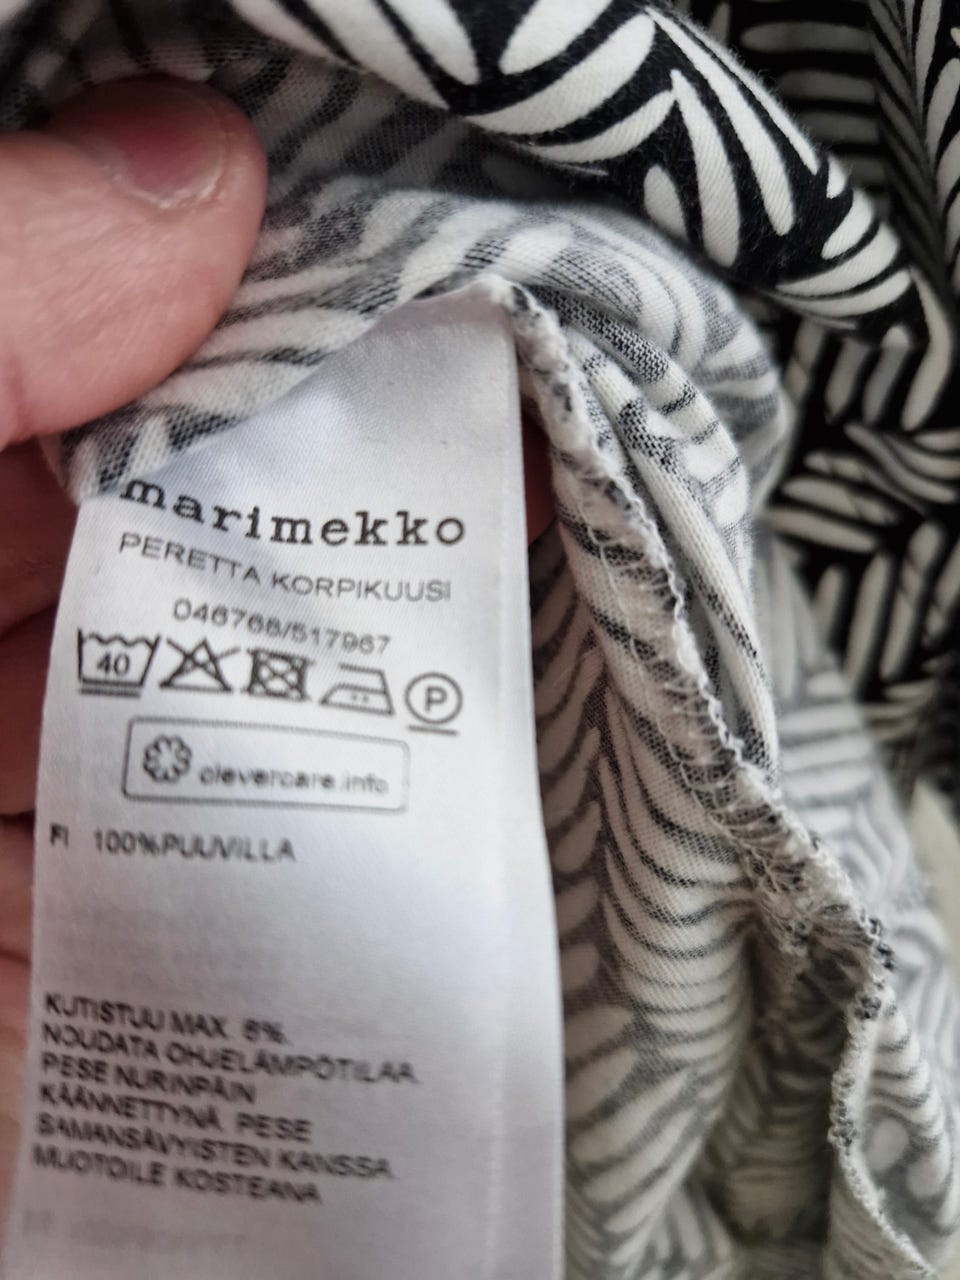 marimekko
PERETTA KORPIKUUSI
046768/517967
40
P
clevercare.info
FI 100%PUUVILLA
KUTISTUU MAX. 6%.
NOUDATA OHJELÄMPÖTILAA.
PESE NURINPÄIN
KÄÄNNETTYNÄ. PESE
SAMANSÄVYISTEN KANSSA.
MUOTOILE KOSTEANA